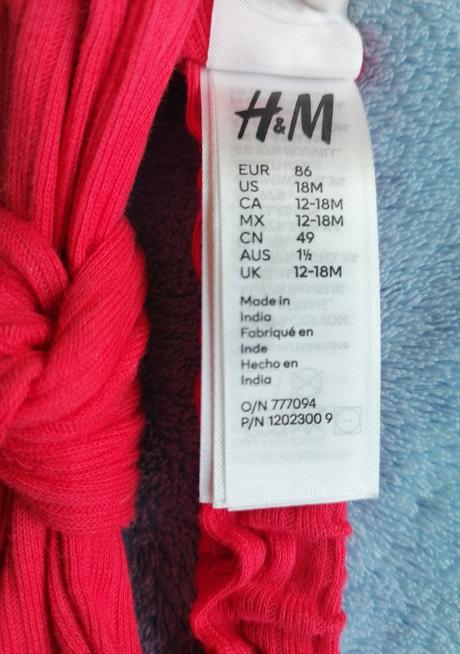 H&M
EUR 86
US 18M
CA 12-18M
MX 12-18M
CN 49
AUS 1½
UK 12-18M
Made in
India
Fabriqué en
Inde
Hecho en
India
O/N 777094
P/N 1202300 9